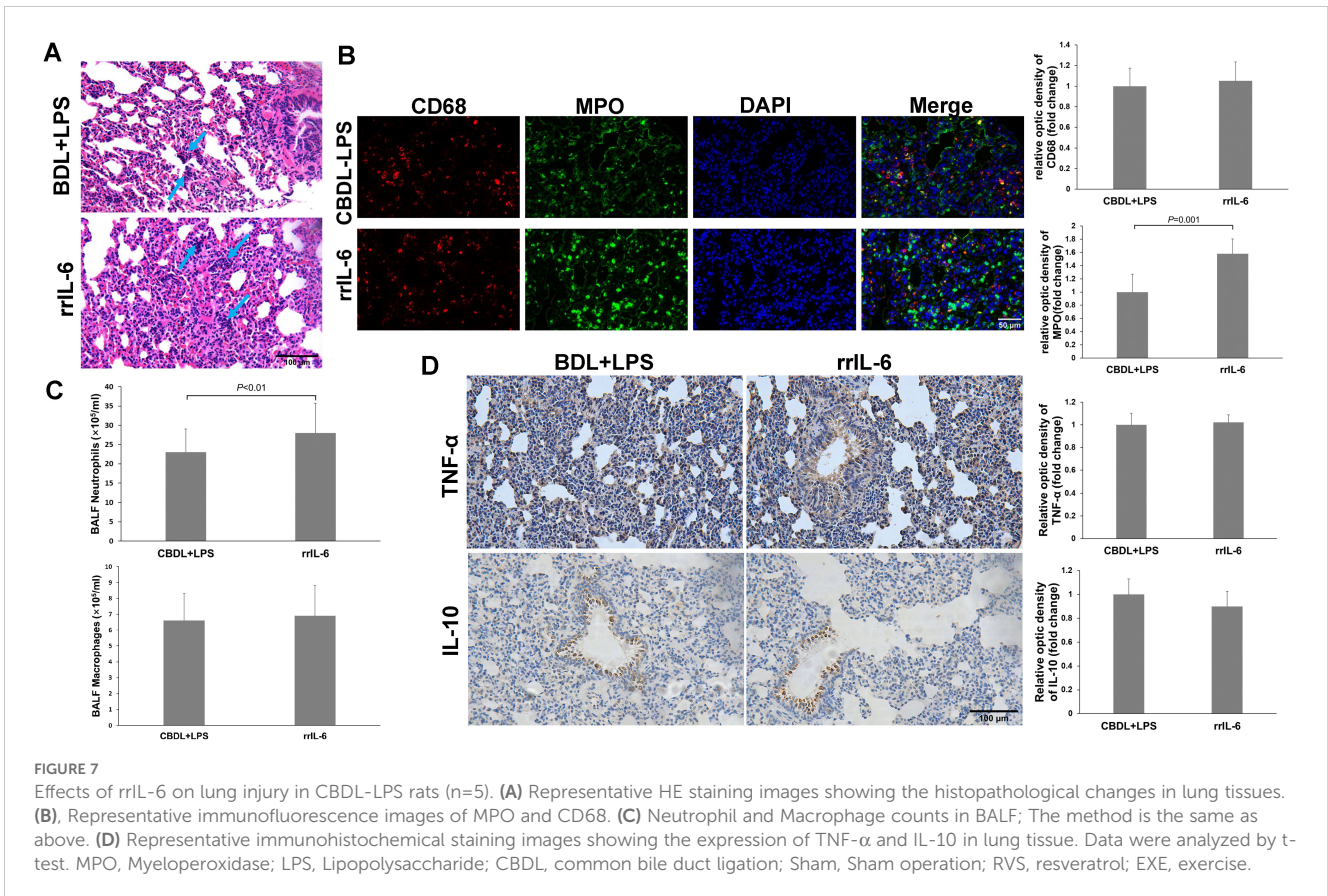 A
BDL+LPS
rrIL-6
100 μm
B
CD68
MPO
DAPI
Merge
CBDL-LPS
rrIL-6
50 μm
relative optic density of
CD68 (fold change)
1.4
1.2
1
0.8
0.6
0.4
0.2
0
CBDL+LPS
rrIL-6
relative optic density of
MPO(fold change)
P=0.001
2
1.8
1.6
1.4
1.2
1
0.8
0.6
0.4
0.2
0
CBDL+LPS
rrIL-6
C
BALF Neutrophils (×10⁵/ml)
P<0.01
40
35
30
25
20
15
10
5
0
CBDL+LPS
rrIL-6
BALF Macrophages (×10⁵/ml)
10
9
8
7
6
5
4
3
2
1
0
CBDL+LPS
rrIL-6
D
BDL+LPS
rrIL-6
TNF-α
IL-10
100 μm
Relative optic density of
TNF-α (fold change)
1.2
1
0.8
0.6
0.4
0.2
0
CBDL+LPS
rrIL-6
Relative optic density
of IL-10 (fold change)
1.2
1
0.8
0.6
0.4
0.2
0
CBDL+LPS
rrIL-6
FIGURE 7
Effects of rrIL-6 on lung injury in CBDL-LPS rats (n=5). (A) Representative HE staining images showing the histopathological changes in lung tissues.
(B), Representative immunofluorescence images of MPO and CD68. (C) Neutrophil and Macrophage counts in BALF; The method is the same as
above. (D) Representative immunohistochemical staining images showing the expression of TNF-α and IL-10 in lung tissue. Data were analyzed by t-
test. MPO, Myeloperoxidase; LPS, Lipopolysaccharide; CBDL, common bile duct ligation; Sham, Sham operation; RVS, resveratrol; EXE, exercise.